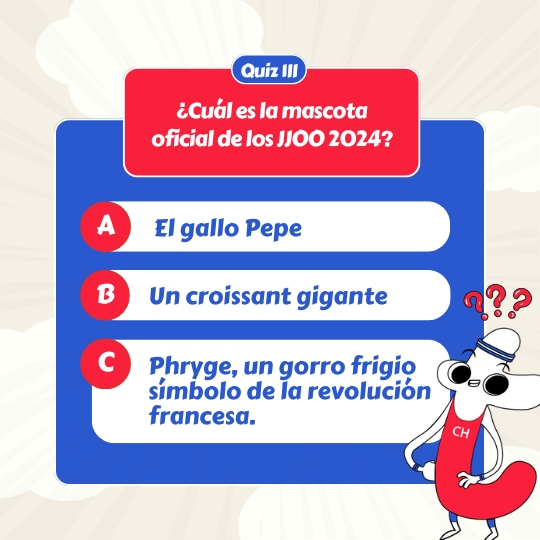 Quiz III
¿Cuál es la mascota
oficial de los JJOO 2024?
A
El gallo Pepe
B
Un croissant gigante
C
Phryge, un gorro frigio
símbolo de la revolución
francesa.
???
CH